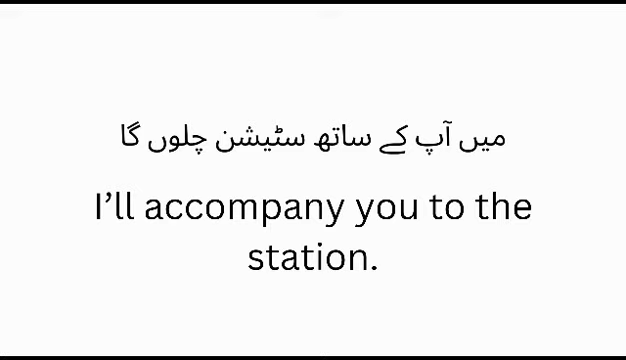 میں آپ کے ساتھ سٹیشن چلوں گا
I’ll accompany you to the
station.